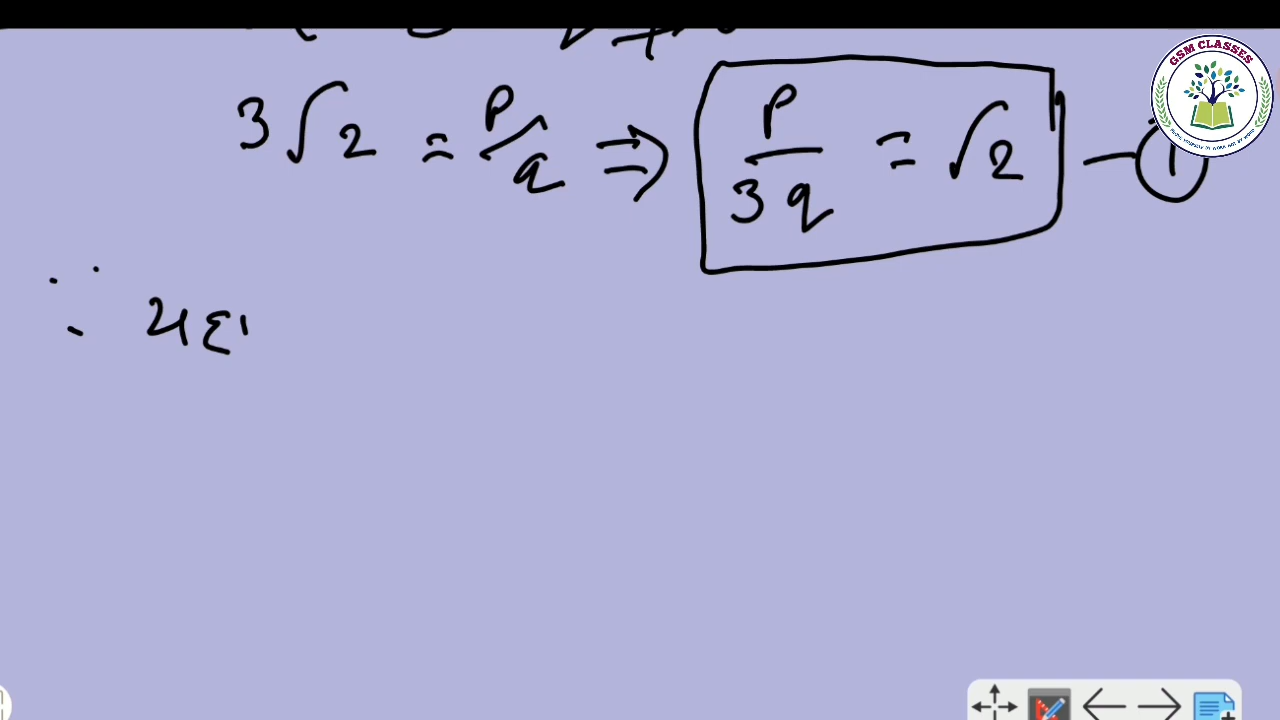 3√2 = p/q ⇒ p/3q = √2 — ①
∵ यहा
GSM CLASSES